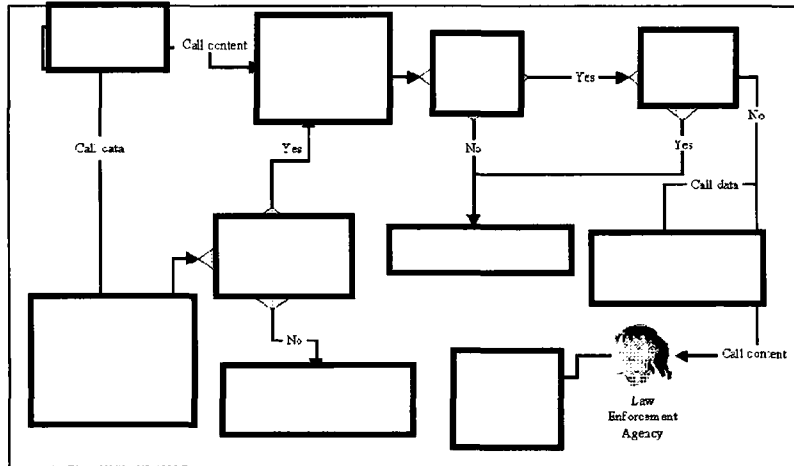 Call content
Yes
No
Call data
Yes
No
Yes
Call data
No
Call content
Law
Enforcement
Agency